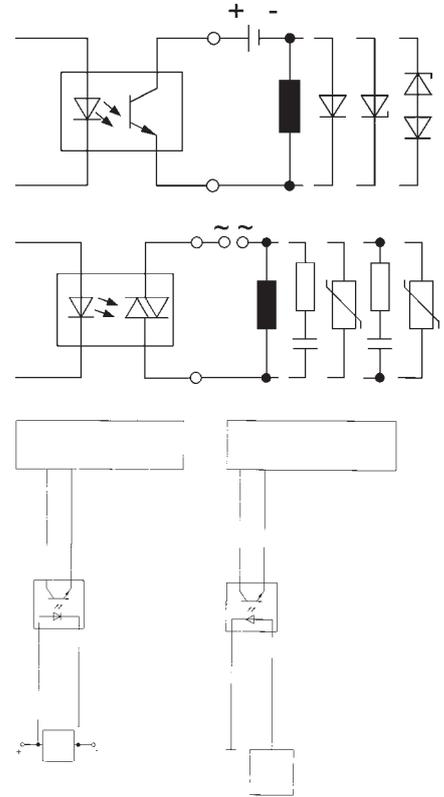 + -
~ ~
+ -